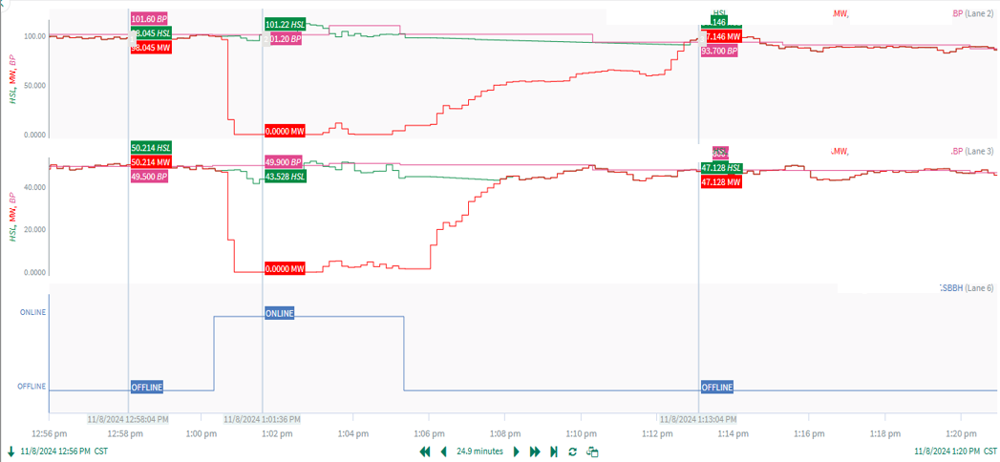 HSL .MW, .BP (Lane 2)
101.60 BP
98.045 HSL
98.045 MW
101.22 HSL
101.20 BP
0.0000 MW
.146
97.146 MW
93.700 BP
100.00
50.000
0.0000
HSL, MW, BP
.MW, .BP (Lane 3)
50.214 HSL
50.214 MW
49.500 BP
49.900 BP
43.528 HSL
0.0000 MW
47.128 HSL
47.128 MW
40.000
20.000
0.0000
HSL, MW, BP
.SBBH (Lane 6)
ONLINE
OFFLINE
OFFLINE
ONLINE
OFFLINE
11/8/2024 12:58:04 PM 11/8/2024 1:01:36 PM 11/8/2024 1:13:04 PM
12:56 pm 12:58 pm 1:00 pm 1:02 pm 1:04 pm 1:06 pm 1:08 pm 1:10 pm 1:12 pm 1:14 pm 1:16 pm 1:18 pm 1:20 pm
11/8/2024 12:56 PM CST 24.9 minutes 11/8/2024 1:20 PM CST